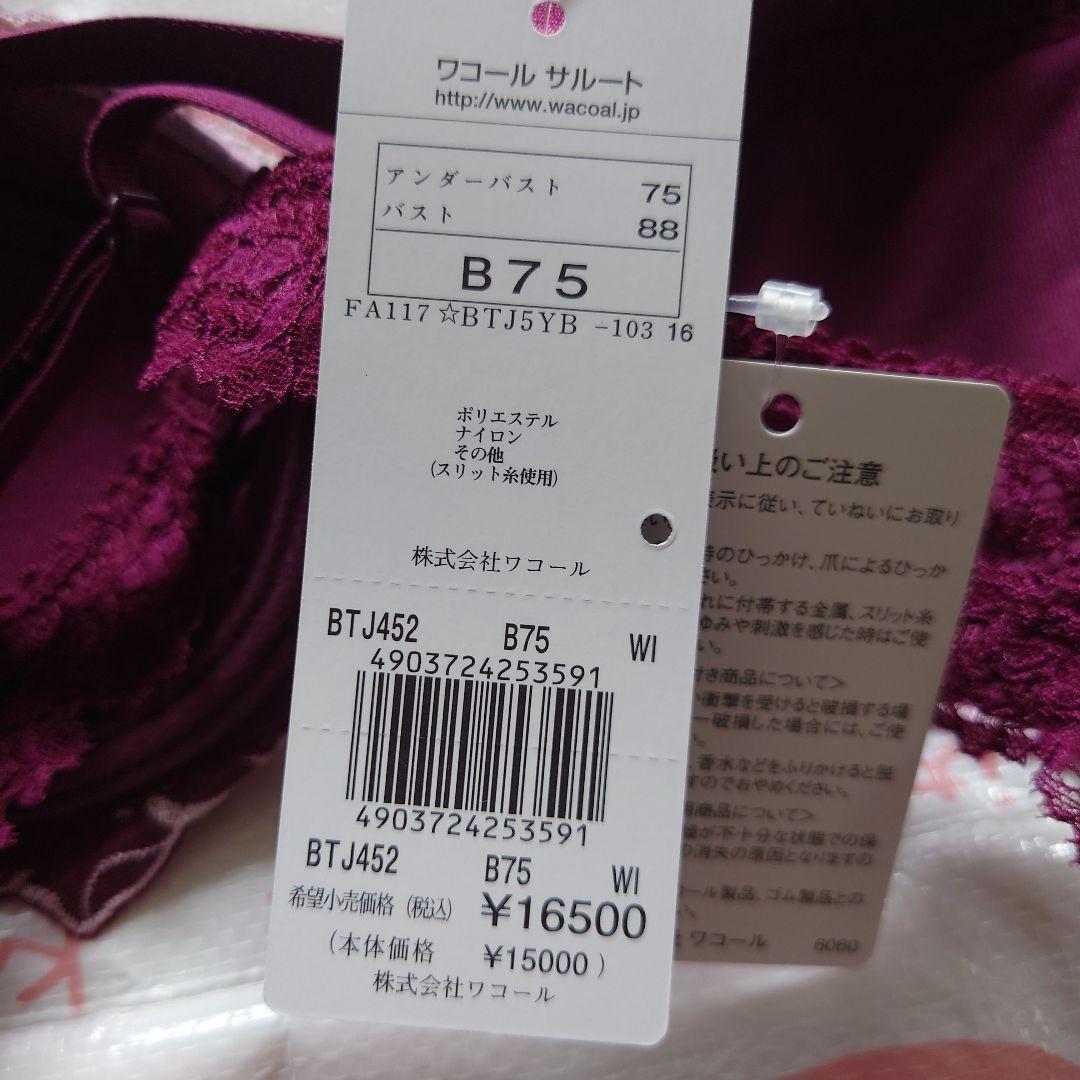 ワコール サルート
http://www.wacoal.jp
アンダーバスト 75
バスト 88
B75
FA117 ☆BTJ5YB -103 16
ポリエステル
ナイロン
その他
(スリット糸使用)
株式会社ワコール
BTJ452 B75 WI
4903724253591
4903724253591
BTJ452 B75 WI
希望小売価格 (税込) ¥16500
(本体価格 ¥15000)
株式会社ワコール
扱い上のご注意
表示に従い、ていねいにお取り
時のひっかけ、爪によるひっか
さい。
れに付帯する金属、スリット糸
ゆみや刺激を感じた時はご使
い。
付き商品について>
い衝撃を受けると破損する場
一破損した場合には、ご使
香水などをふりかけると脱
すのでおやめください。
用商品について>
燥が不十分な状態での保
の消失の原因となりますの
ール製品、ゴム製品との
い。
ワコール 6060